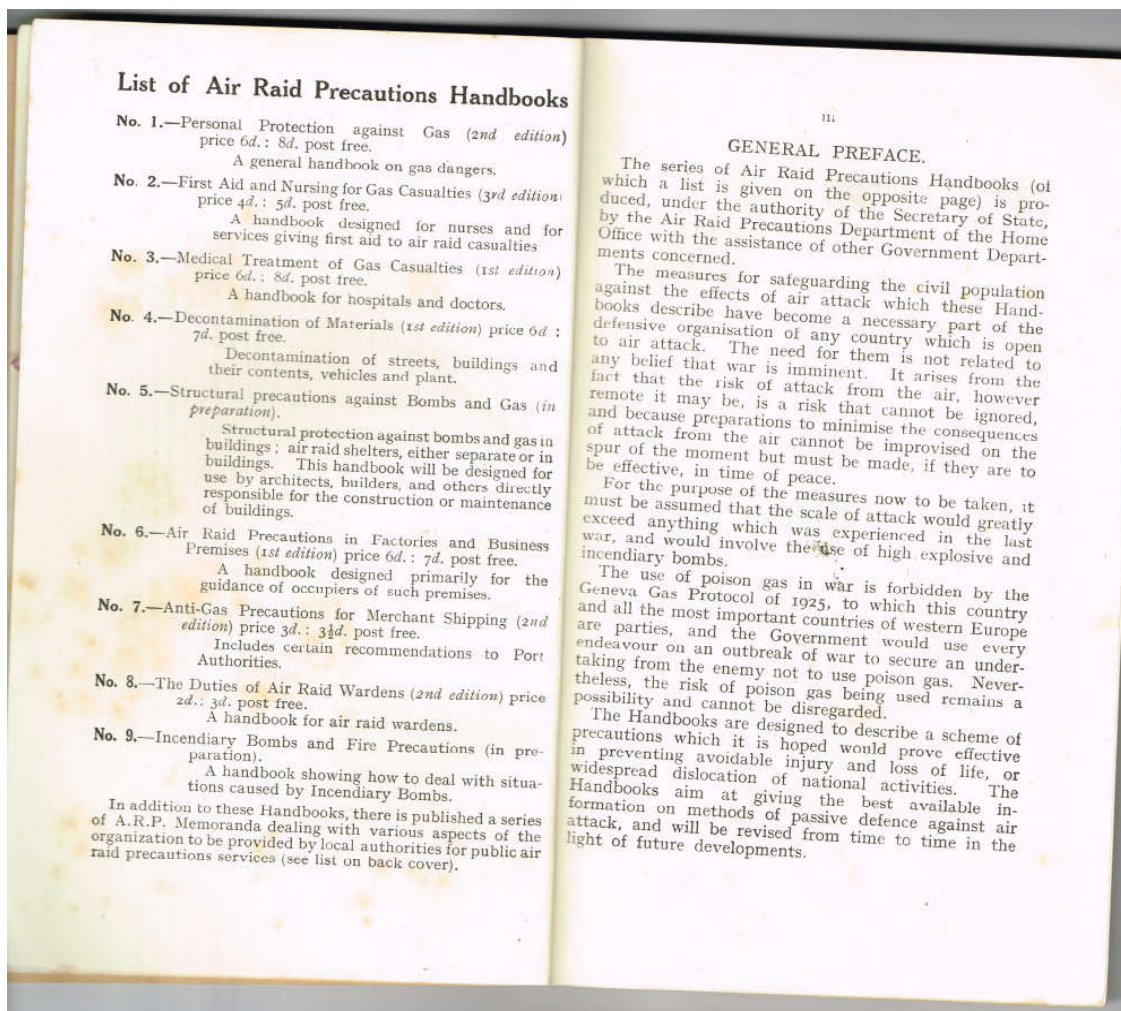 List of Air Raid Precautions Handbooks
No. 1.—Personal Protection against Gas (2nd edition)
price 6d. : 8d. post free.
A general handbook on gas dangers.
No. 2.—First Aid and Nursing for Gas Casualties (3rd edition)
price 4d. : 5d. post free.
A handbook designed for nurses and for
services giving first aid to air raid casualties
No. 3.—Medical Treatment of Gas Casualties (1st edition)
price 6d. : 8d. post free.
A handbook for hospitals and doctors.
No. 4.—Decontamination of Materials (1st edition) price 6d :
7d. post free.
Decontamination of streets, buildings and
their contents, vehicles and plant.
No. 5.—Structural precautions against Bombs and Gas (in
preparation).
Structural protection against bombs and gas in
buildings ; air raid shelters, either separate or in
buildings. This handbook will be designed for
use by architects, builders, and others directly
responsible for the construction or maintenance
of buildings.
No. 6.—Air Raid Precautions in Factories and Business
Premises (1st edition) price 6d. : 7d. post free.
A handbook designed primarily for the
guidance of occupiers of such premises.
No. 7.—Anti-Gas Precautions for Merchant Shipping (2nd
edition) price 3d. : 3½d. post free.
Includes certain recommendations to Port
Authorities.
No. 8.—The Duties of Air Raid Wardens (2nd edition) price
2d. : 3d. post free.
A handbook for air raid wardens.
No. 9.—Incendiary Bombs and Fire Precautions (in pre-
paration).
A handbook showing how to deal with situa-
tions caused by Incendiary Bombs.
In addition to these Handbooks, there is published a series
of A.R.P. Memoranda dealing with various aspects of the
organization to be provided by local authorities for public air
raid precautions services (see list on back cover).
iii
GENERAL PREFACE.
The series of Air Raid Precautions Handbooks (of
which a list is given on the opposite page) is pro-
duced, under the authority of the Secretary of State,
by the Air Raid Precautions Department of the Home
Office with the assistance of other Government Depart-
ments concerned.
The measures for safeguarding the civil population
against the effects of air attack which these Hand-
books describe have become a necessary part of the
defensive organisation of any country which is open
to air attack. The need for them is not related to
any belief that war is imminent. It arises from the
fact that the risk of attack from the air, however
remote it may be, is a risk that cannot be ignored,
and because preparations to minimise the consequences
of attack from the air cannot be improvised on the
spur of the moment but must be made, if they are to
be effective, in time of peace.
For the purpose of the measures now to be taken, it
must be assumed that the scale of attack would greatly
exceed anything which was experienced in the last
war, and would involve the use of high explosive and
incendiary bombs.
The use of poison gas in war is forbidden by the
Geneva Gas Protocol of 1925, to which this country
and all the most important countries of western Europe
are parties, and the Government would use every
endeavour on an outbreak of war to secure an under-
taking from the enemy not to use poison gas. Never-
theless, the risk of poison gas being used remains a
possibility and cannot be disregarded.
The Handbooks are designed to describe a scheme of
precautions which it is hoped would prove effective
in preventing avoidable injury and loss of life, or
widespread dislocation of national activities. The
Handbooks aim at giving the best available in-
formation on methods of passive defence against air
attack, and will be revised from time to time in the
light of future developments.